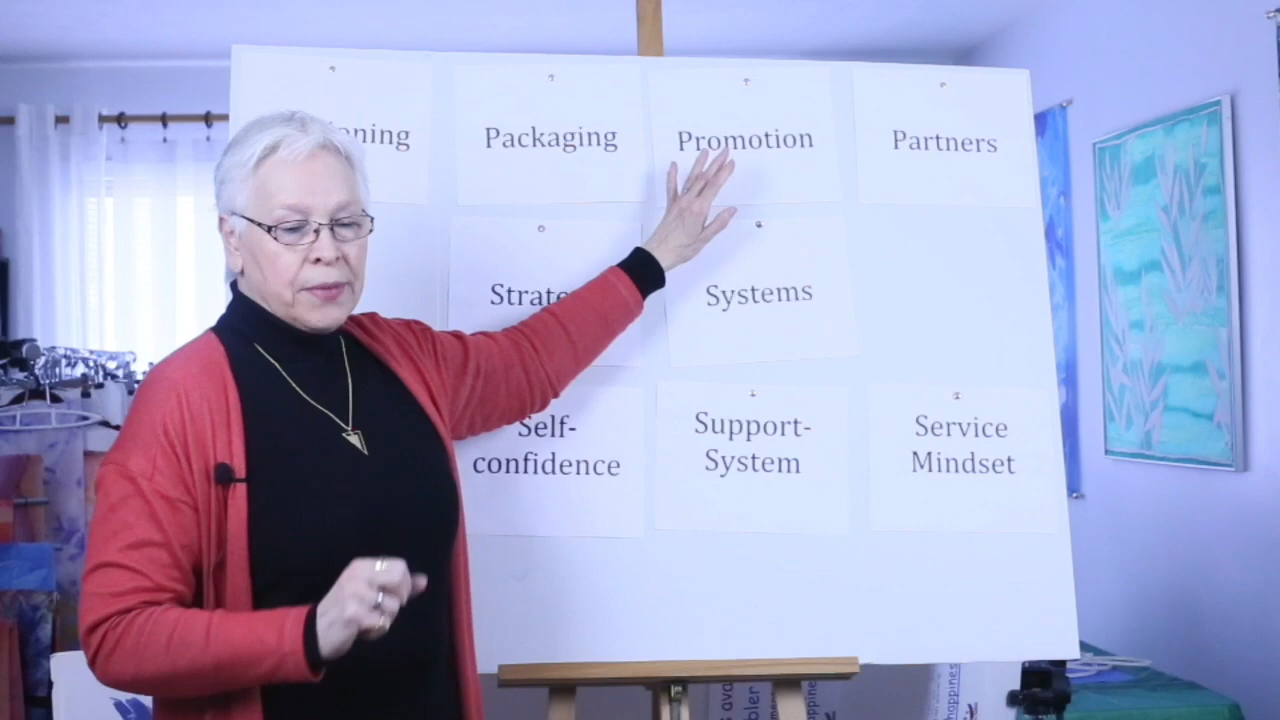 Packaging
Promotion
Partners
Systems
Self-
confidence
Support-
System
Service
Mindset